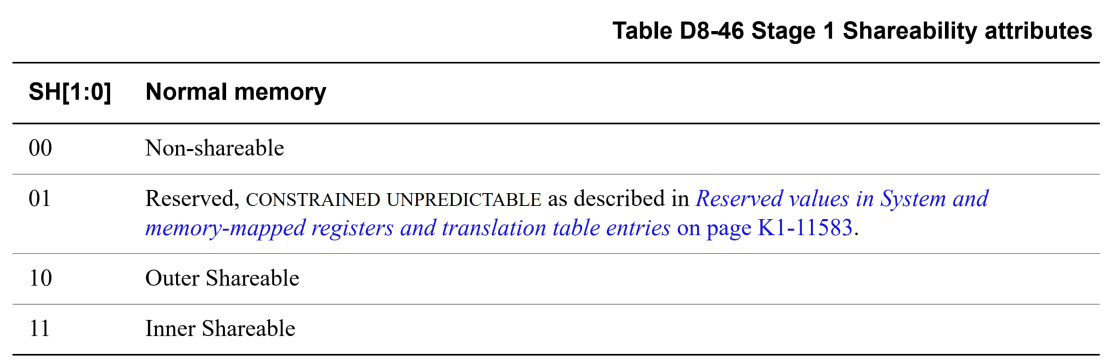 Table D8-46 Stage 1 Shareability attributes
SH[1:0] Normal memory
00 Non-shareable
01 Reserved, CONSTRAINED UNPREDICTABLE as described in Reserved values in System and
memory-mapped registers and translation table entries on page K1-11583.
10 Outer Shareable
11 Inner Shareable